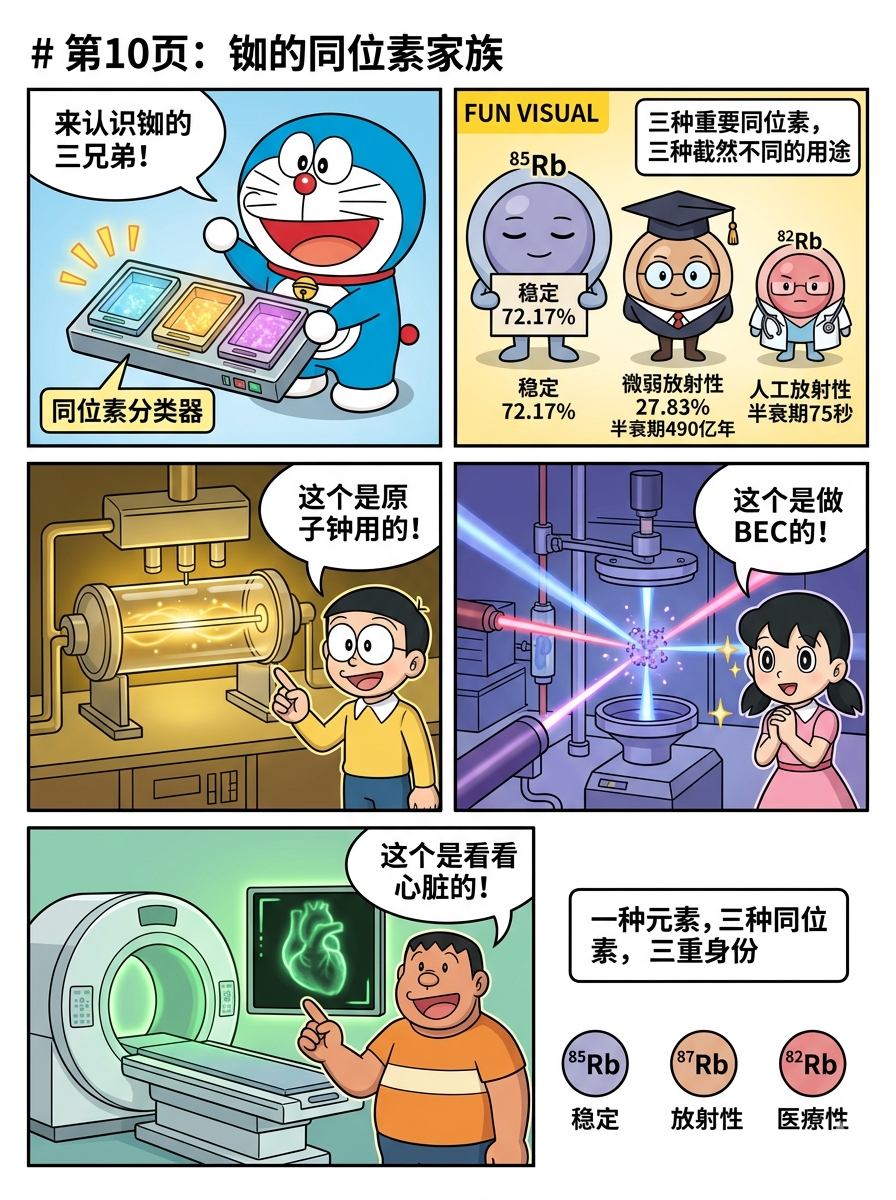 # 第10页：铷的同位素家族
来认识铷的
三兄弟！
同位素分类器
FUN VISUAL
三种重要同位素，
三种截然不同的用途
⁸⁵Rb
稳定
72.17%
稳定
72.17%
微弱放射性
27.83%
半衰期490亿年
⁸²Rb
人工放射性
半衰期75秒
这个是原
子钟用的！
这个是做
BEC的！
这个是看看
心脏的！
一种元素，三种同位
素， 三重身份
⁸⁵Rb
稳定
⁸⁷Rb
放射性
⁸²Rb
医療性